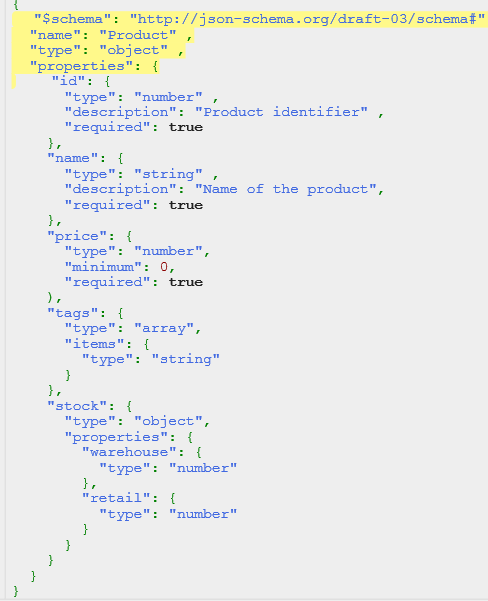 {
"$schema": "http://json-schema.org/draft-03/schema#"
"name": "Product" ,
"type": "object" ,
"properties": {
"id": {
"type": "number" ,
"description": "Product identifier" ,
"required": true
},
"name": {
"type": "string" ,
"description": "Name of the product",
"required": true
},
"price": {
"type": "number",
"minimum": 0,
"required": true
),
"tags": {
"type": "array",
"items": {
"type": "string"
}
},
"stock": {
"type": "object",
"properties": {
"warehouse": {
"type": "number"
},
"retail": {
"type": "number"
}
}
}
}
}